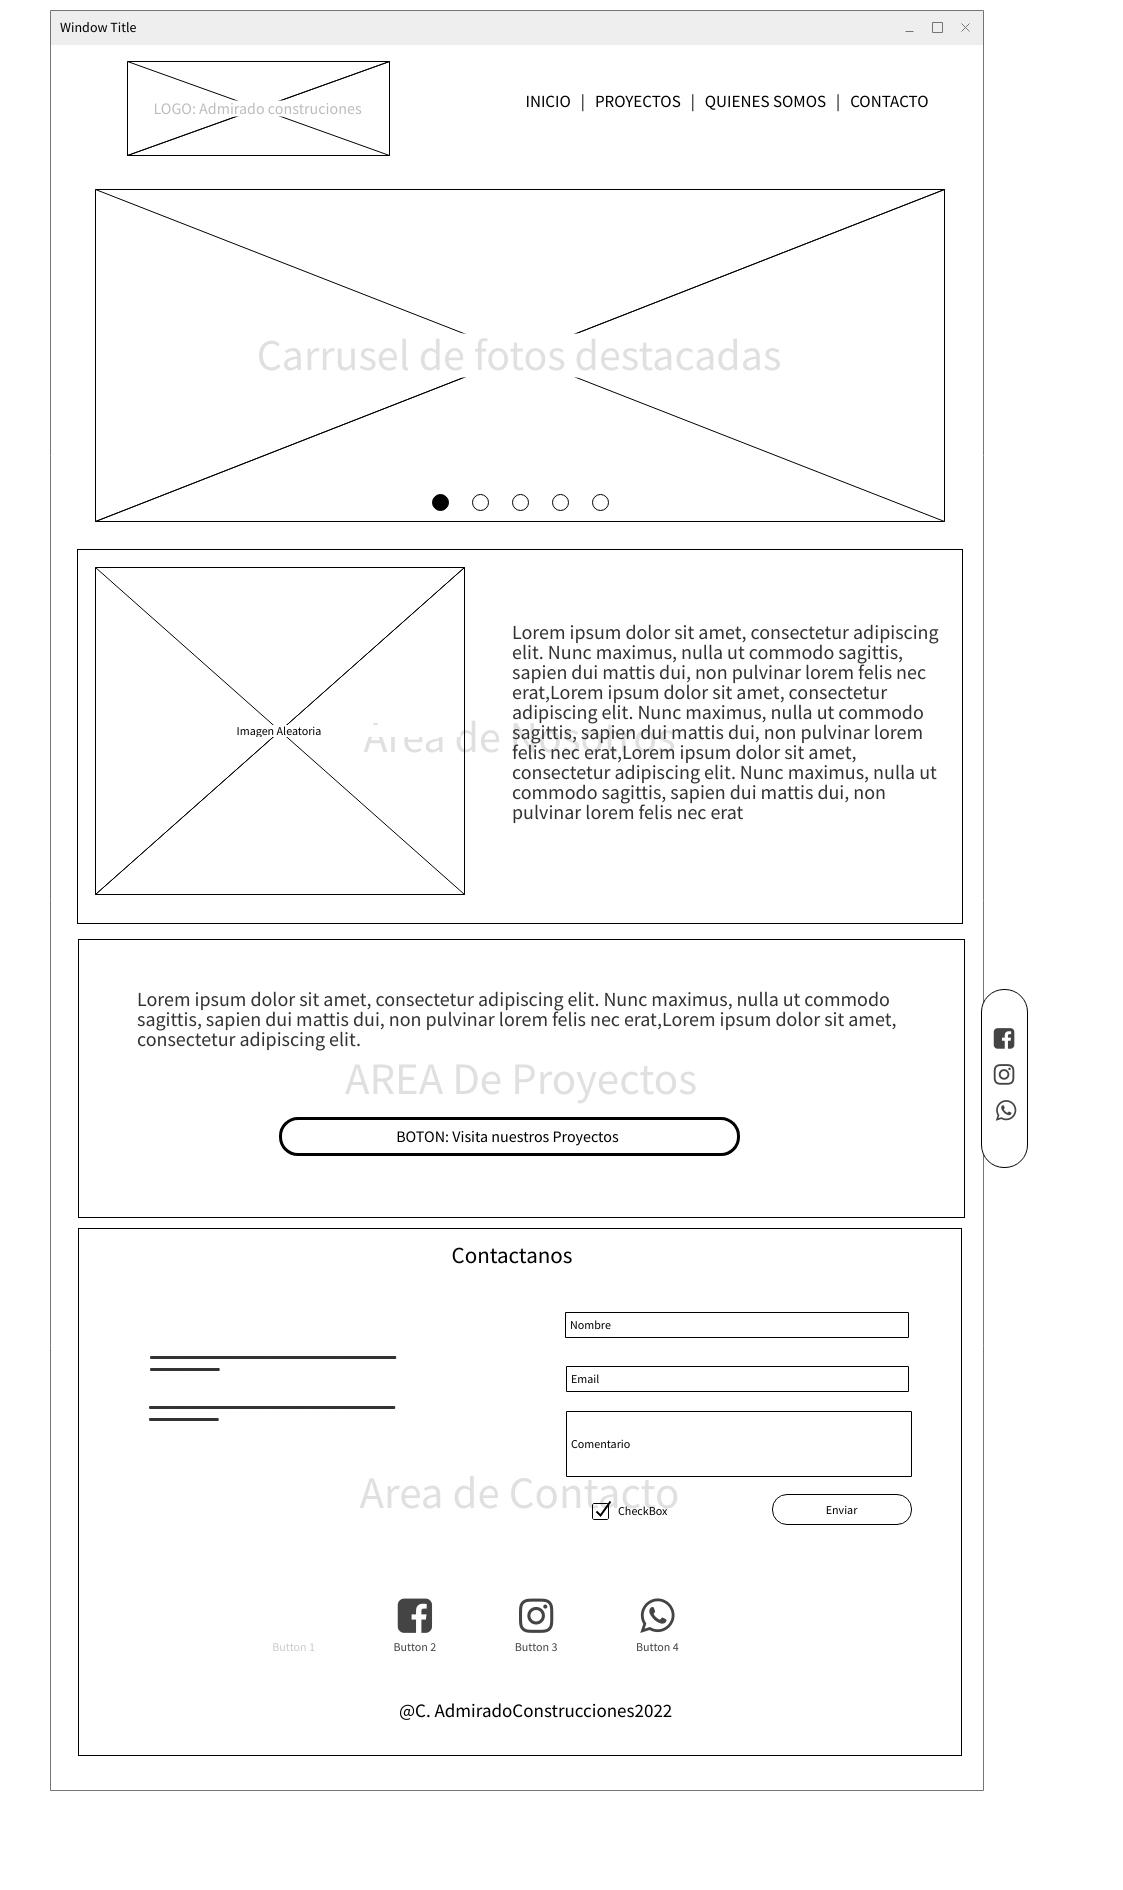 Window Title
LOGO: Admirado construciones
INICIO | PROYECTOS | QUIENES SOMOS | CONTACTO
Carrusel de fotos destacadas
Imagen Aleatoria
Area de Nosotros
Lorem ipsum dolor sit amet, consectetur adipiscing
elit. Nunc maximus, nulla ut commodo sagittis,
sapien dui mattis dui, non pulvinar lorem felis nec
erat,Lorem ipsum dolor sit amet, consectetur
adipiscing elit. Nunc maximus, nulla ut commodo
sagittis, sapien dui mattis dui, non pulvinar lorem
felis nec erat,Lorem ipsum dolor sit amet,
consectetur adipiscing elit. Nunc maximus, nulla ut
commodo sagittis, sapien dui mattis dui, non
pulvinar lorem felis nec erat
Lorem ipsum dolor sit amet, consectetur adipiscing elit. Nunc maximus, nulla ut commodo
sagittis, sapien dui mattis dui, non pulvinar lorem felis nec erat,Lorem ipsum dolor sit amet,
consectetur adipiscing elit.
AREA De Proyectos
BOTON: Visita nuestros Proyectos
Contactanos
Nombre
Email
Comentario
Area de Contacto
CheckBox
Enviar
Button 1
Button 2
Button 3
Button 4
@C. AdmiradoConstrucciones2022